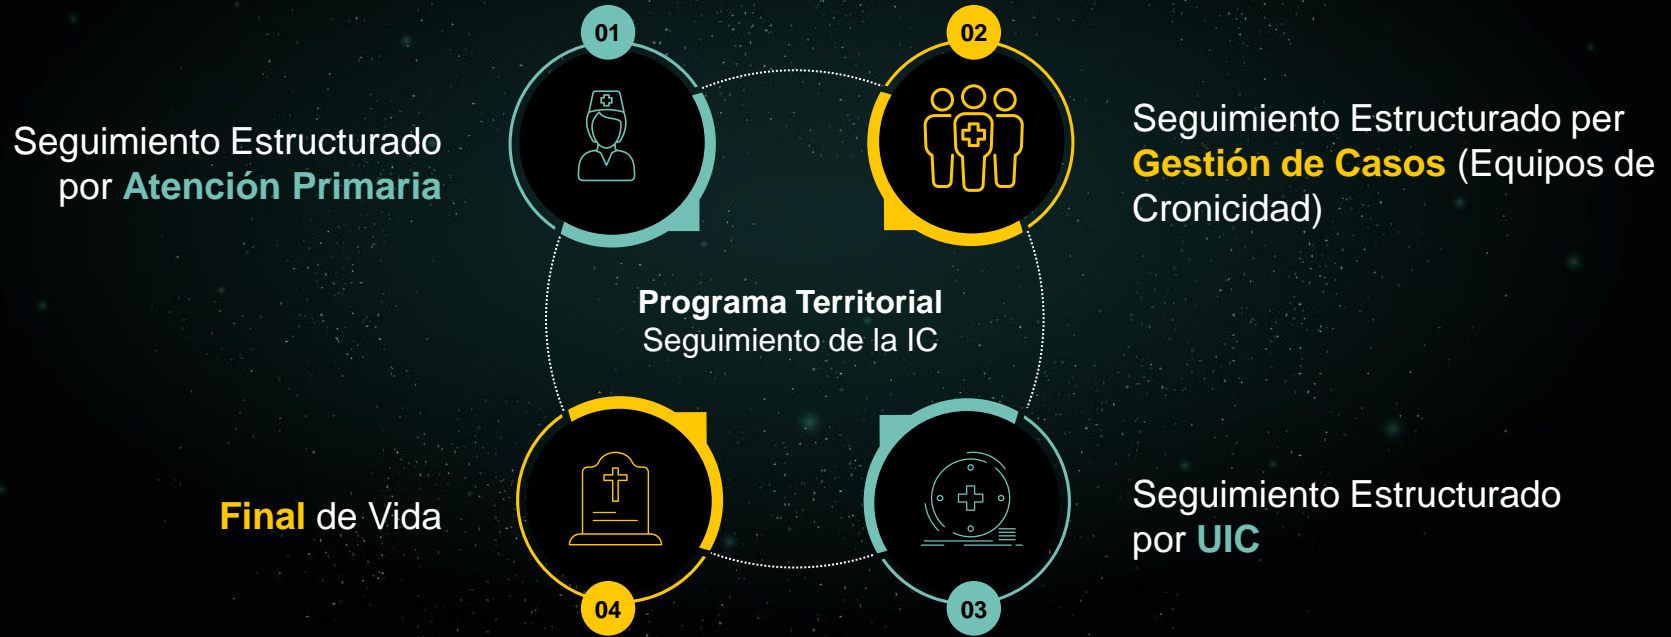 01
Seguimiento Estructurado
por Atención Primaria
02
Seguimiento Estructurado per
Gestión de Casos (Equipos de
Cronicidad)
Programa Territorial
Seguimiento de la IC
03
Seguimiento Estructurado
por UIC
04
Final de Vida